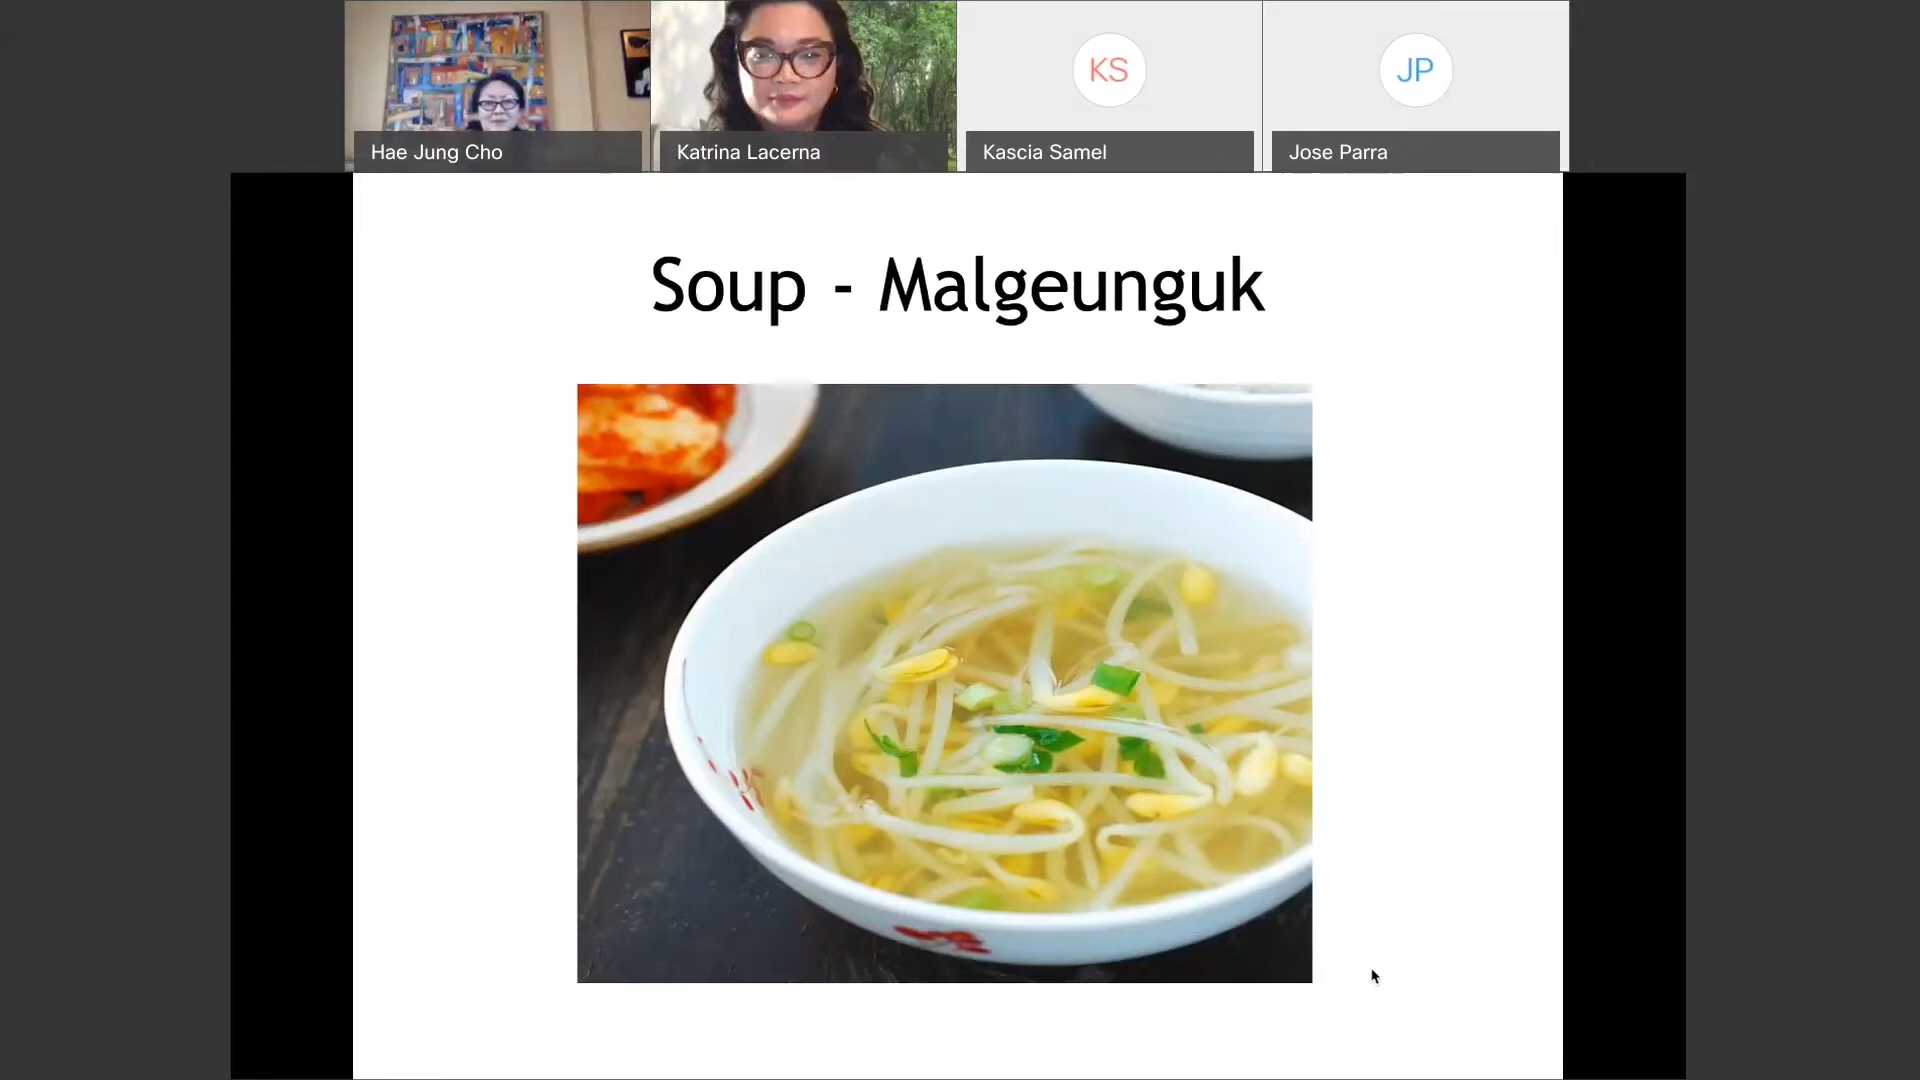 Hae Jung Cho
Katrina Lacerna
KS
Kascia Samel
JP
Jose Parra
Soup - Malgeunguk